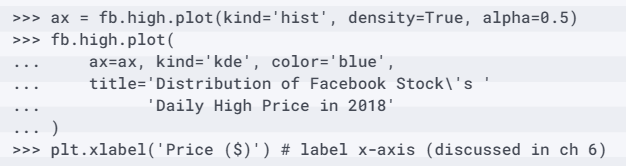 >>> ax = fb.high.plot(kind='hist', density=True, alpha=0.5)
>>> fb.high.plot(
...     ax=ax, kind='kde', color='blue',
...     title='Distribution of Facebook Stock\'s '
...           'Daily High Price in 2018'
... )
>>> plt.xlabel('Price ($)') # label x-axis (discussed in ch 6)